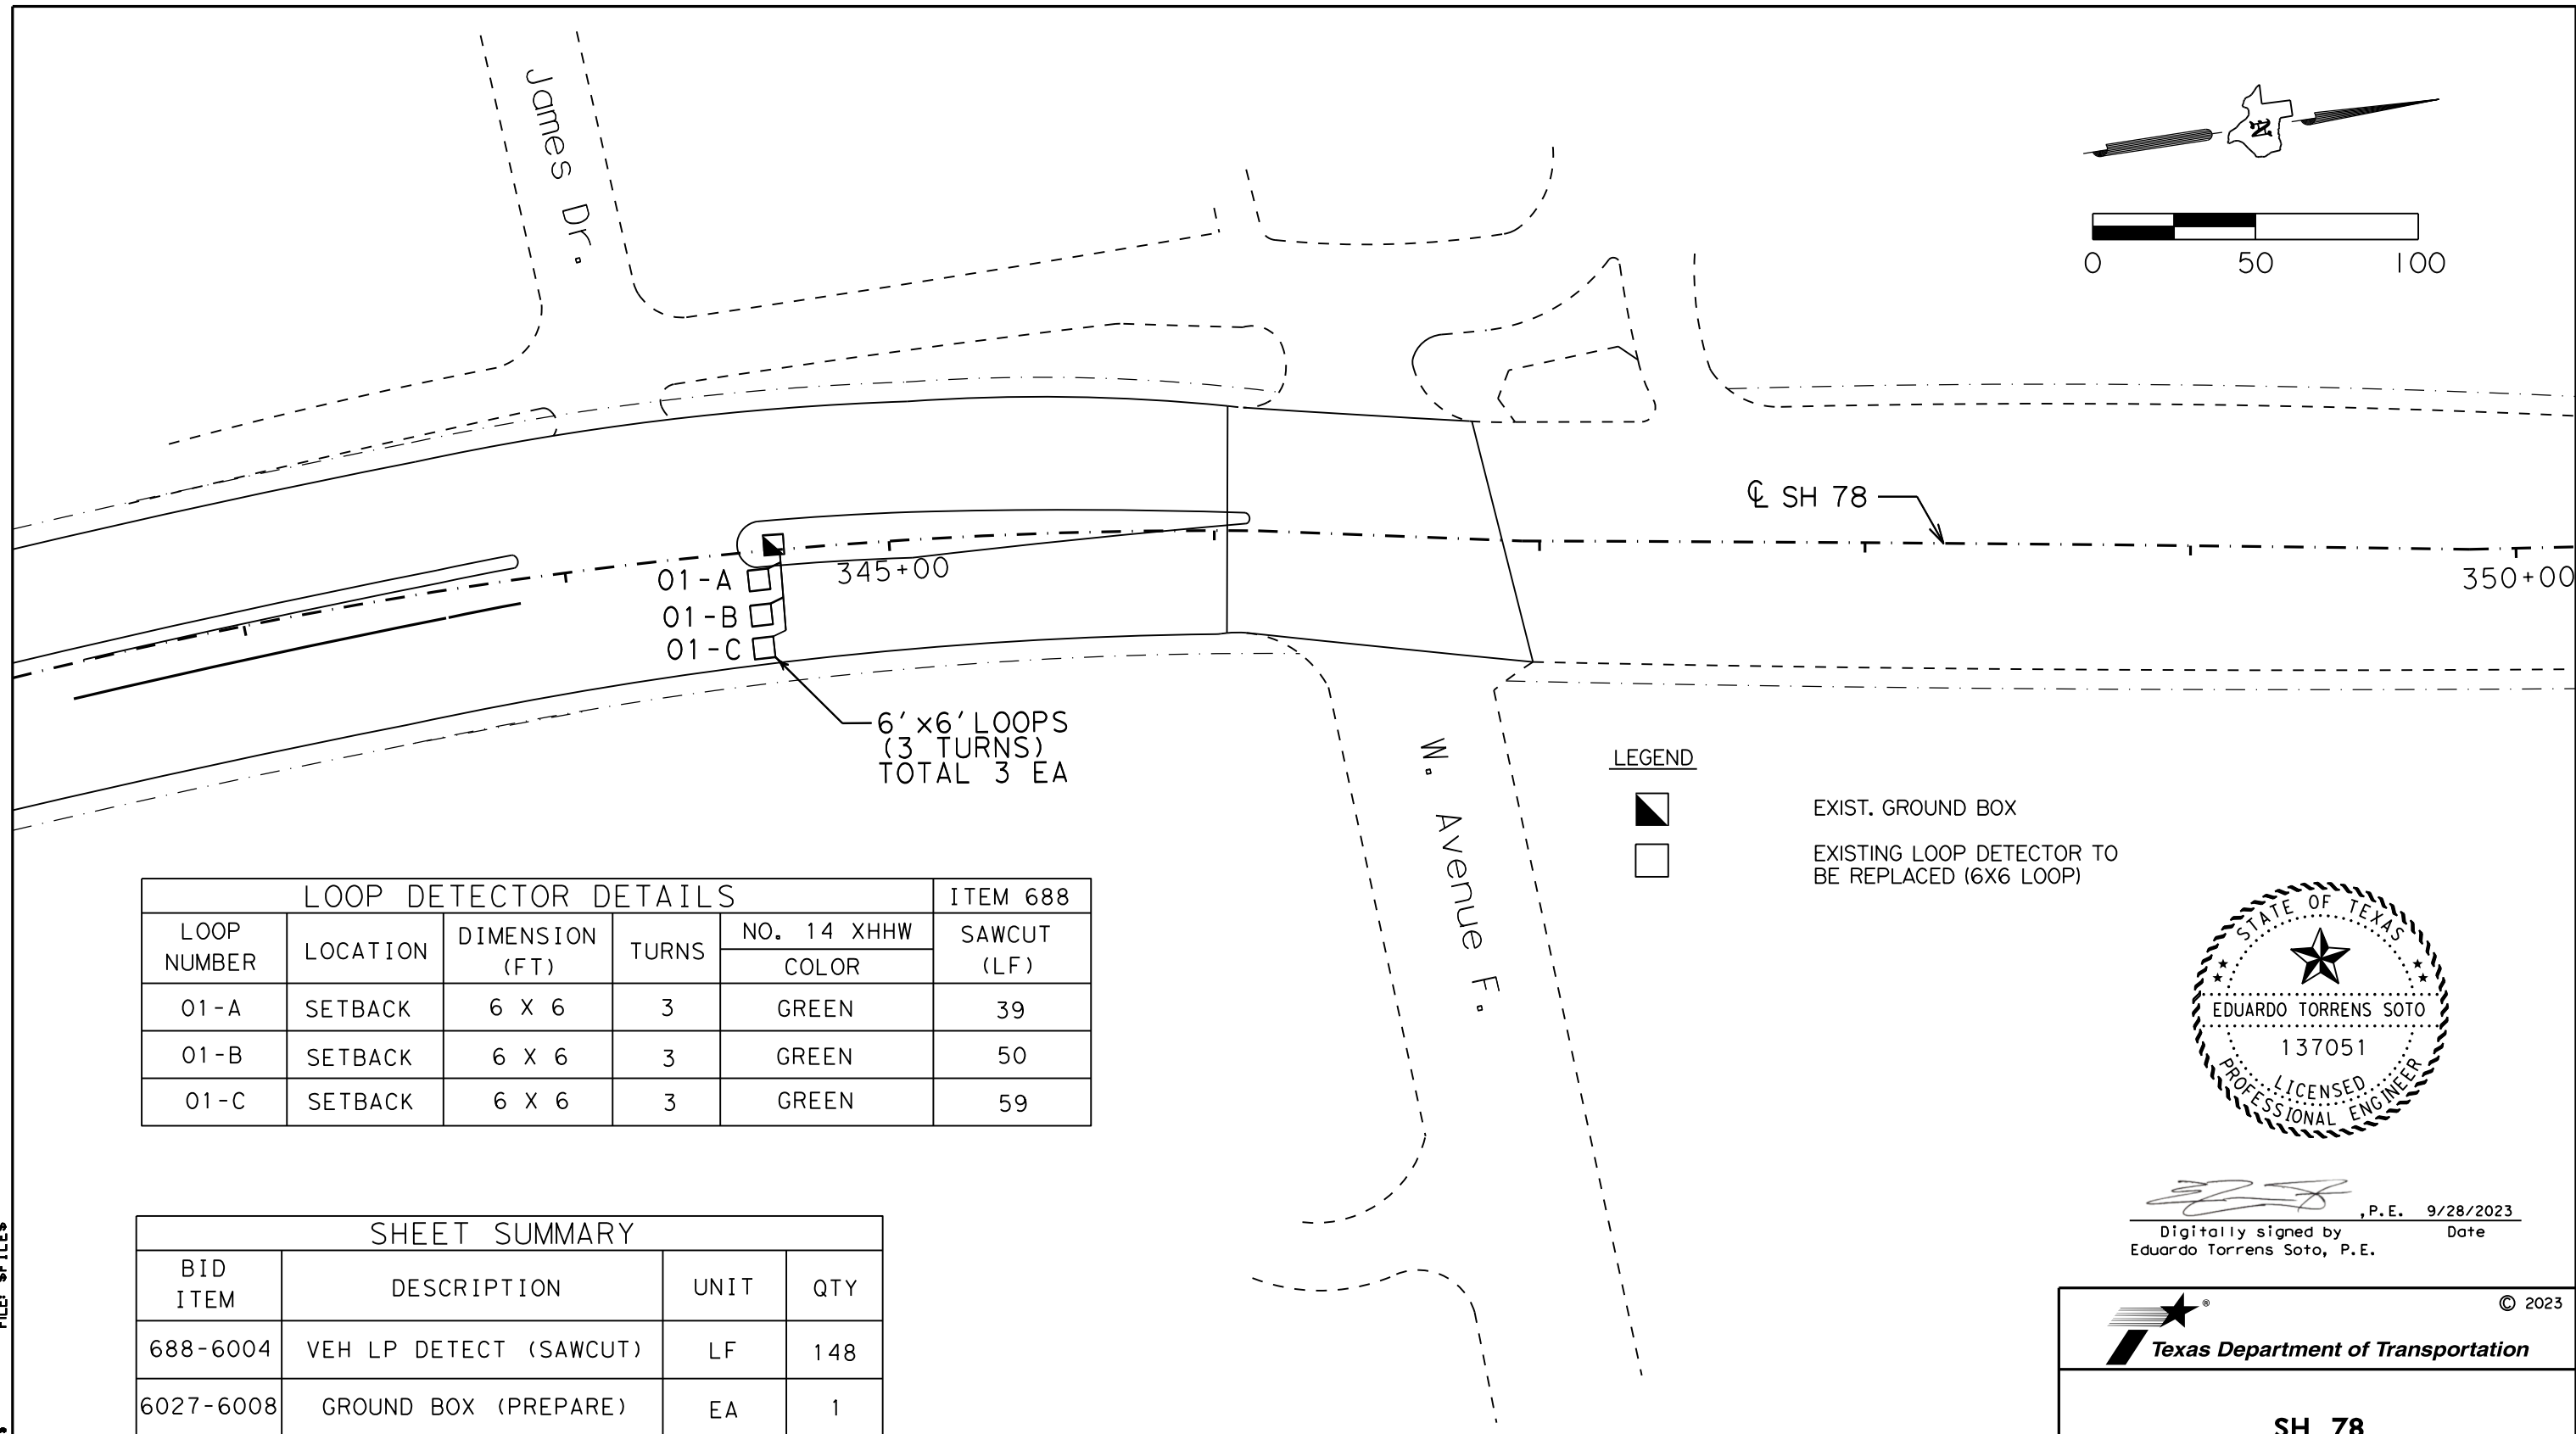 James Dr.
N
0 50 100
℄ SH 78
01-A
345+00
01-B
01-C
350+00
6'x6' LOOPS
(3 TURNS)
TOTAL 3 EA
W. Avenue F.
LEGEND
EXIST. GROUND BOX
EXISTING LOOP DETECTOR TO
BE REPLACED (6X6 LOOP)
LOOP DETECTOR DETAILS ITEM 688
LOOP NUMBER LOCATION DIMENSION (FT) TURNS NO. 14 XHHW COLOR SAWCUT (LF)
01-A SETBACK 6 X 6 3 GREEN 39
01-B SETBACK 6 X 6 3 GREEN 50
01-C SETBACK 6 X 6 3 GREEN 59
STATE OF TEXAS
EDUARDO TORRENS SOTO
137051
LICENSED
PROFESSIONAL ENGINEER
,P.E. 9/28/2023
Digitally signed by Date
Eduardo Torrens Soto, P.E.
SHEET SUMMARY
BID ITEM DESCRIPTION UNIT QTY
688-6004 VEH LP DETECT (SAWCUT) LF 148
6027-6008 GROUND BOX (PREPARE) EA 1
® © 2023
Texas Department of Transportation
SH 78
FILE: $FILE$